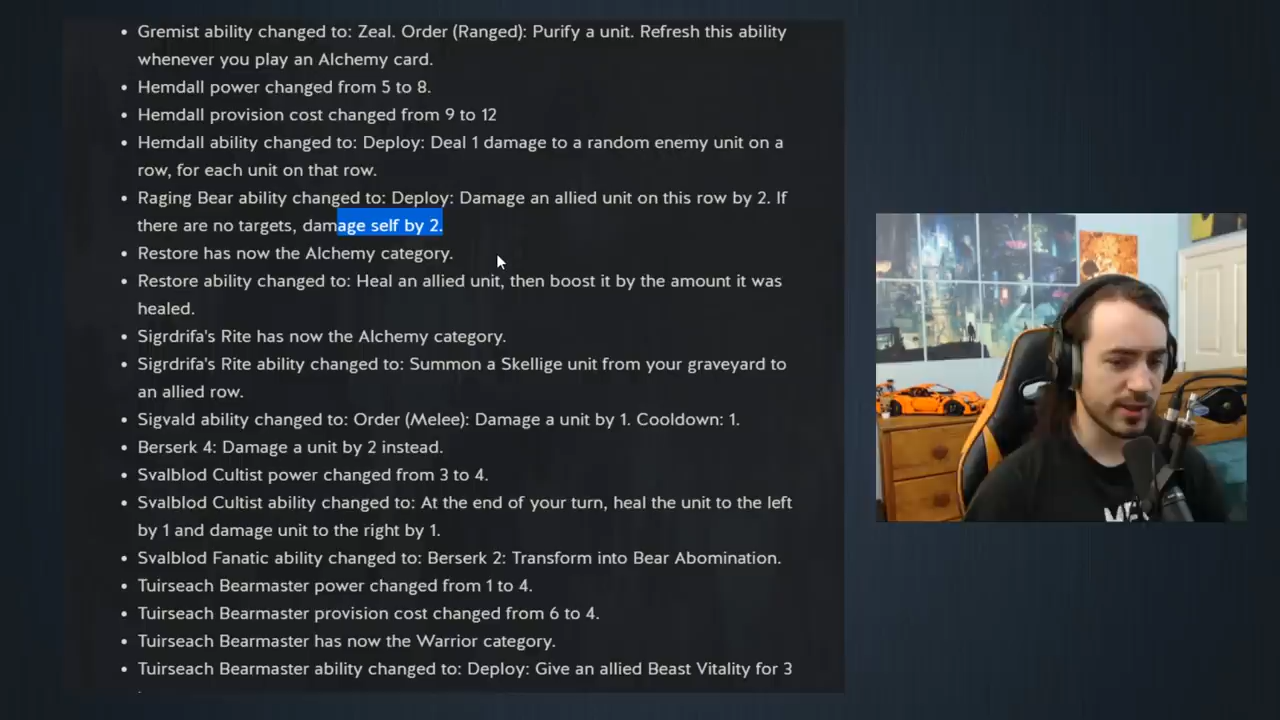 • Gremist ability changed to: Zeal. Order (Ranged): Purify a unit. Refresh this ability
whenever you play an Alchemy card.
• Hemdall power changed from 5 to 8.
• Hemdall provision cost changed from 9 to 12
• Hemdall ability changed to: Deploy: Deal 1 damage to a random enemy unit on a
row, for each unit on that row.
• Raging Bear ability changed to: Deploy: Damage an allied unit on this row by 2. If
there are no targets, damage self by 2.
• Restore has now the Alchemy category.
• Restore ability changed to: Heal an allied unit, then boost it by the amount it was
healed.
• Sigrdrifa's Rite has now the Alchemy category.
• Sigrdrifa's Rite ability changed to: Summon a Skellige unit from your graveyard to
an allied row.
• Sigvald ability changed to: Order (Melee): Damage a unit by 1. Cooldown: 1.
• Berserk 4: Damage a unit by 2 instead.
• Svalblod Cultist power changed from 3 to 4.
• Svalblod Cultist ability changed to: At the end of your turn, heal the unit to the left
by 1 and damage unit to the right by 1.
• Svalblod Fanatic ability changed to: Berserk 2: Transform into Bear Abomination.
• Tuirseach Bearmaster power changed from 1 to 4.
• Tuirseach Bearmaster provision cost changed from 6 to 4.
• Tuirseach Bearmaster has now the Warrior category.
• Tuirseach Bearmaster ability changed to: Deploy: Give an allied Beast Vitality for 3